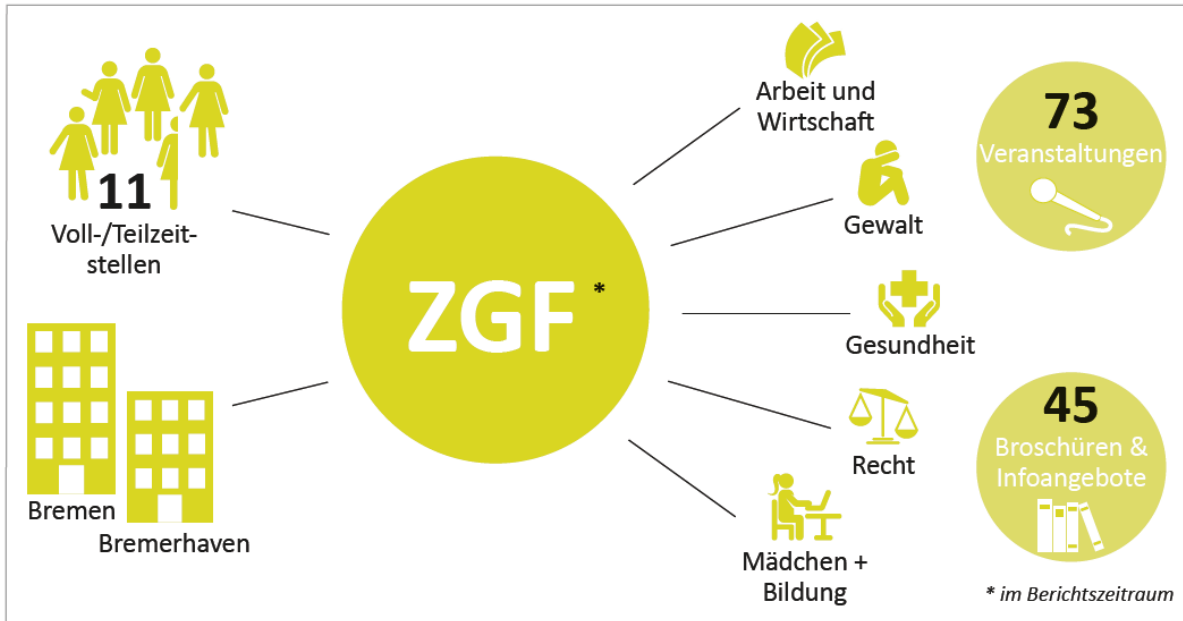 11
Voll-/Teilzeit-
stellen
Bremen
Bremerhaven
ZGF *
Arbeit und
Wirtschaft
Gewalt
Gesundheit
Recht
Mädchen +
Bildung
73
Veranstaltungen
45
Broschüren &
Infoangebote
* im Berichtszeitraum